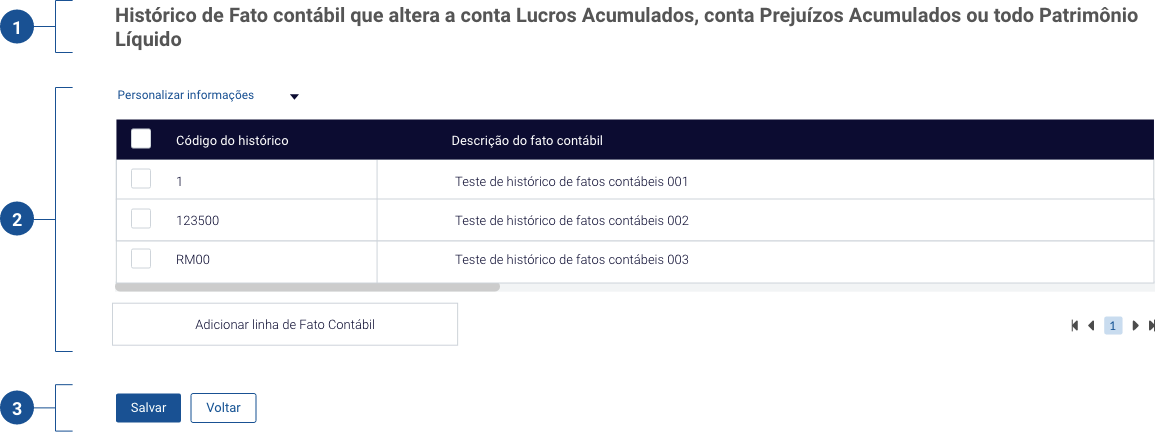 1
Histórico de Fato contábil que altera a conta Lucros Acumulados, conta Prejuízos Acumulados ou todo Patrimônio
Líquido
2
Personalizar informações
Código do histórico Descrição do fato contábil
1 Teste de histórico de fatos contábeis 001
123500 Teste de histórico de fatos contábeis 002
RM00 Teste de histórico de fatos contábeis 003
Adicionar linha de Fato Contábil
1
3
Salvar Voltar